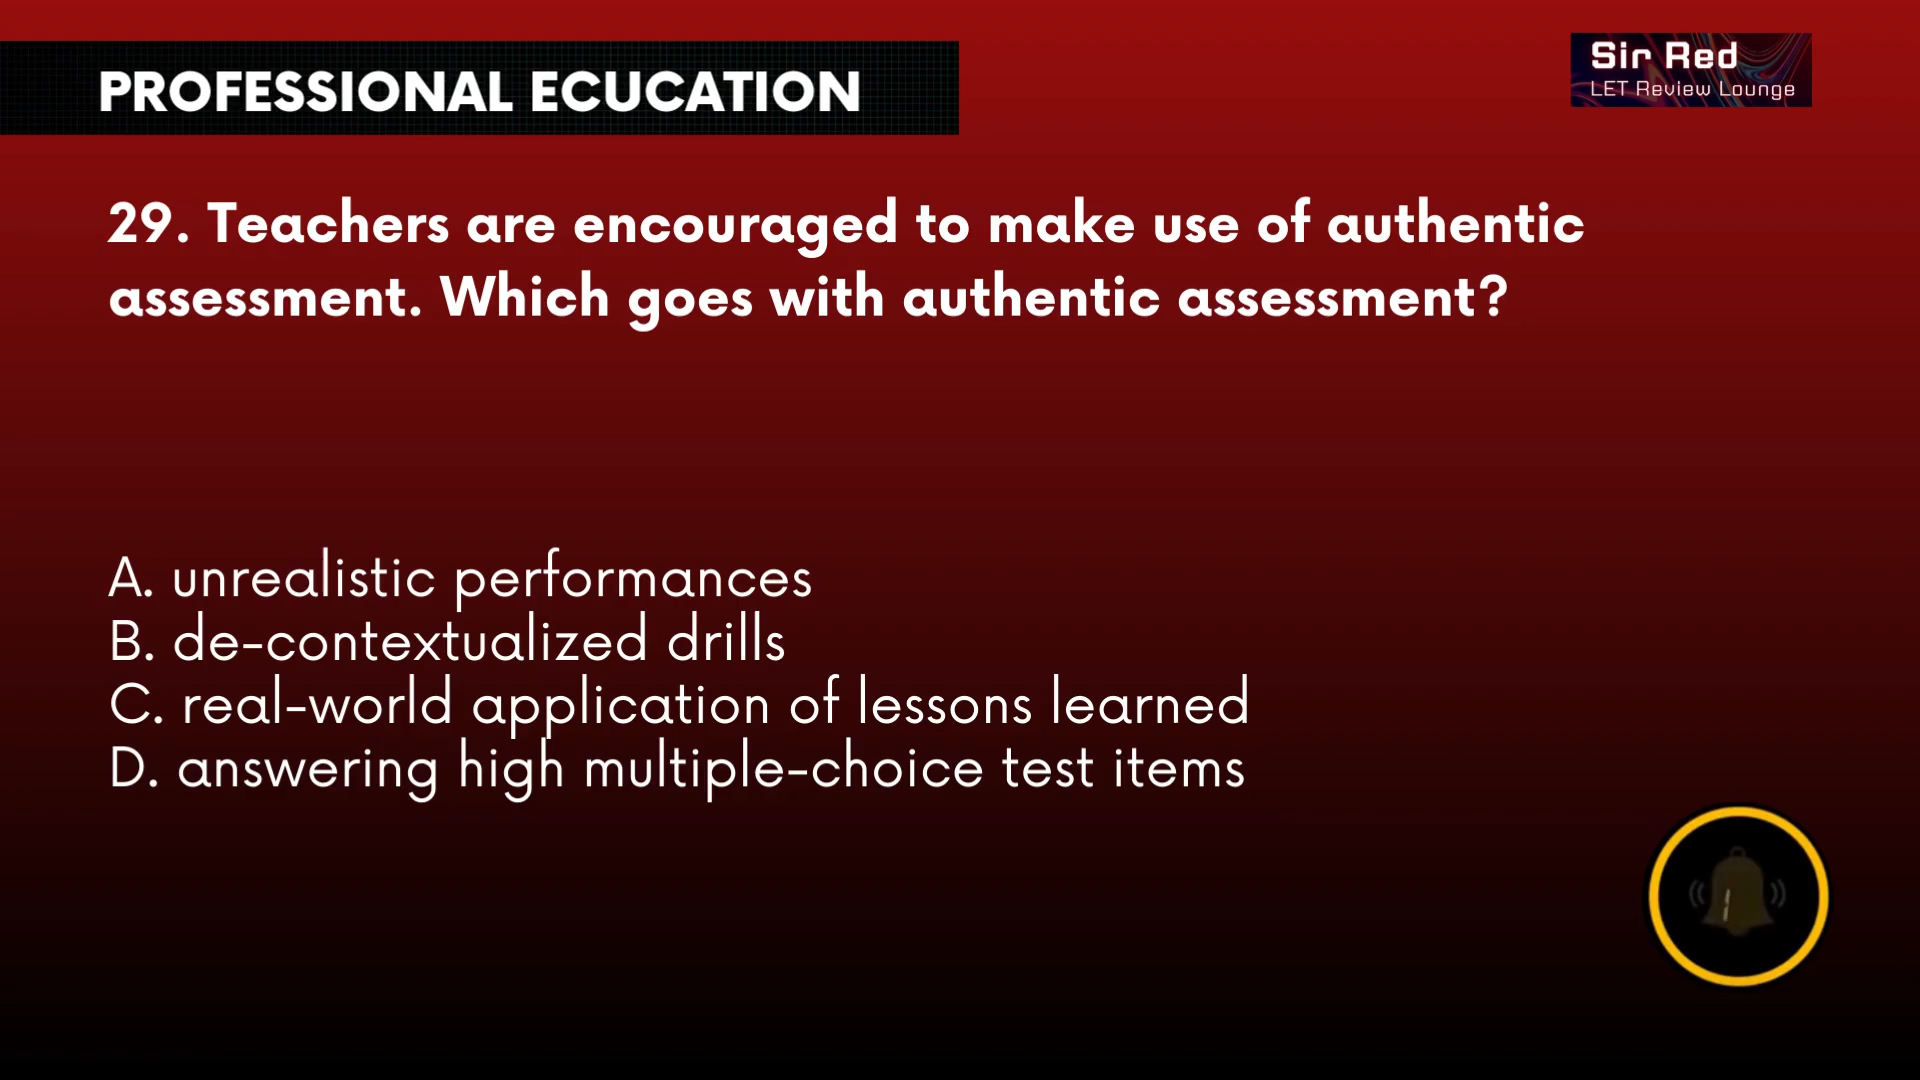 PROFESSIONAL ECUCATION
Sir Red
LET Review Lounge
29. Teachers are encouraged to make use of authentic
assessment. Which goes with authentic assessment?
A. unrealistic performances
B. de-contextualized drills
C. real-world application of lessons learned
D. answering high multiple-choice test items